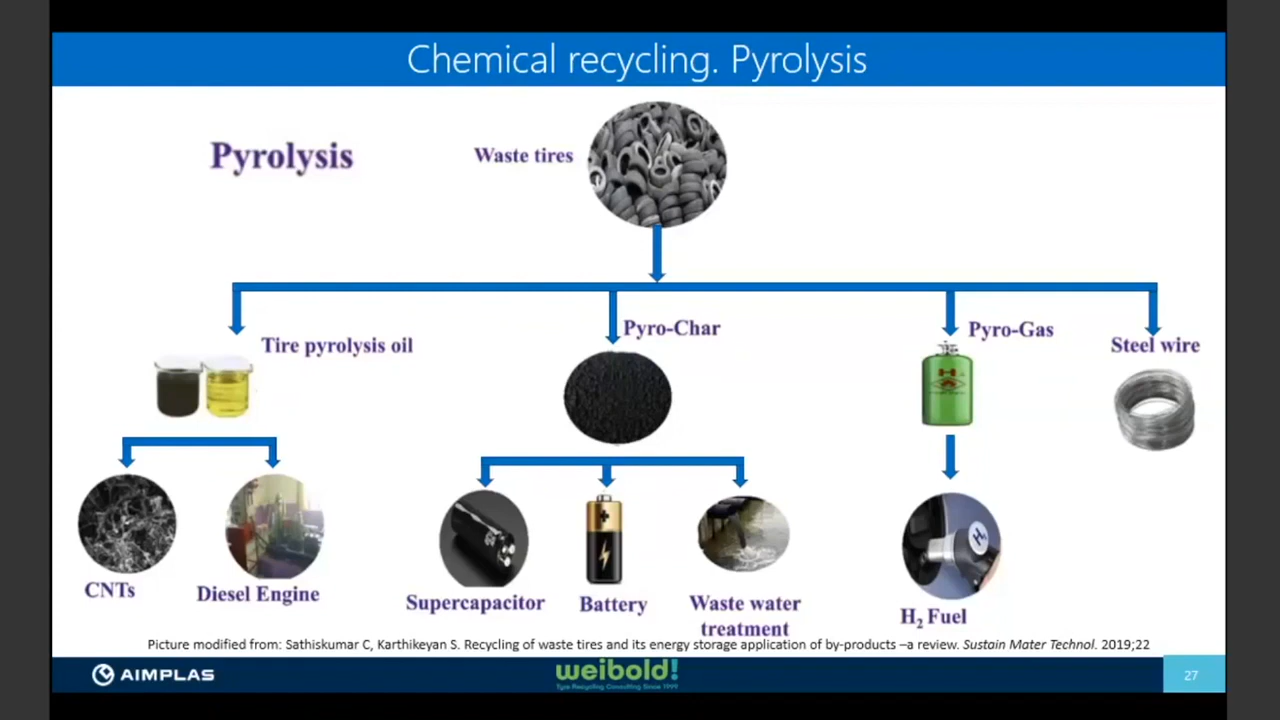 Chemical recycling. Pyrolysis
Pyrolysis
Waste tires
Tire pyrolysis oil
Pyro-Char
Pyro-Gas
Steel wire
CNTs
Diesel Engine
Supercapacitor
Battery
Waste water
treatment
H₂ Fuel
Picture modified from: Sathiskumar C, Karthikeyan S. Recycling of waste tires and its energy storage application of by-products –a review. Sustain Mater Technol. 2019;22
AIMPLAS
weibold!
Tyre Recycling Consulting Since 1999
27